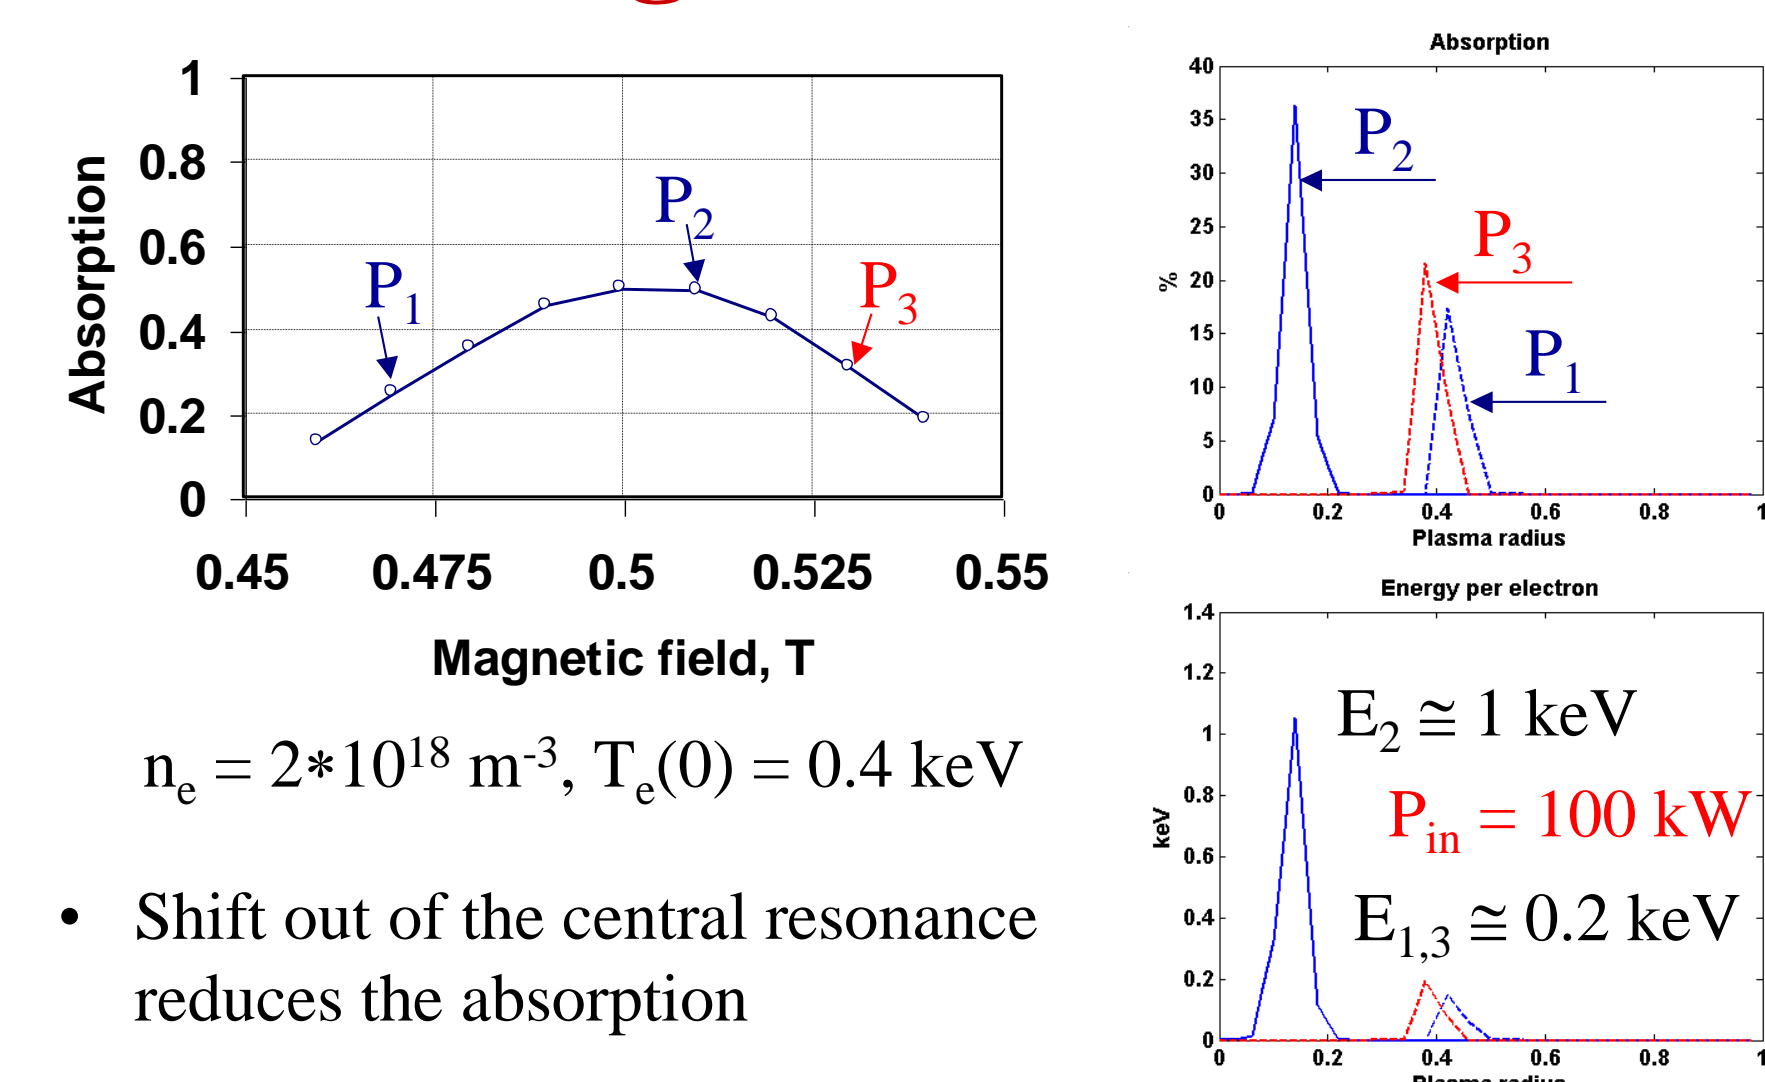 1
0.8
0.6
0.4
0.2
0
Absorption
P1
P2
P3
0.45 0.475 0.5 0.525 0.55
Magnetic field, T
ne = 2*10^18 m^-3, Te(0) = 0.4 keV
• Shift out of the central resonance
reduces the absorption
Absorption
40
35
30
25
20
15
10
5
0
%
P2
P3
P1
0 0.2 0.4 0.6 0.8 1
Plasma radius
Energy per electron
1.4
1.2
1
0.8
0.6
0.4
0.2
0
keV
E2 ≅ 1 keV
Pin = 100 kW
E1,3 ≅ 0.2 keV
0 0.2 0.4 0.6 0.8 1
Plasma radius